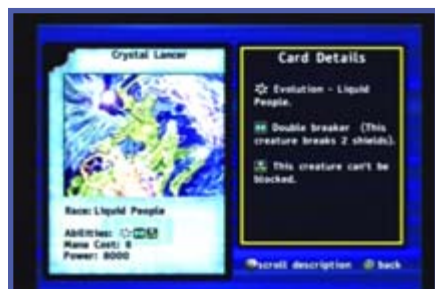 Crystal Lancer
Race: Liquid People
Abilities:
Mana Cost: 8
Power: 8000
Card Details
Evolution - Liquid
People.
Double breaker (This
creature breaks 2 shields).
This creature can't be
blocked.
scroll description back